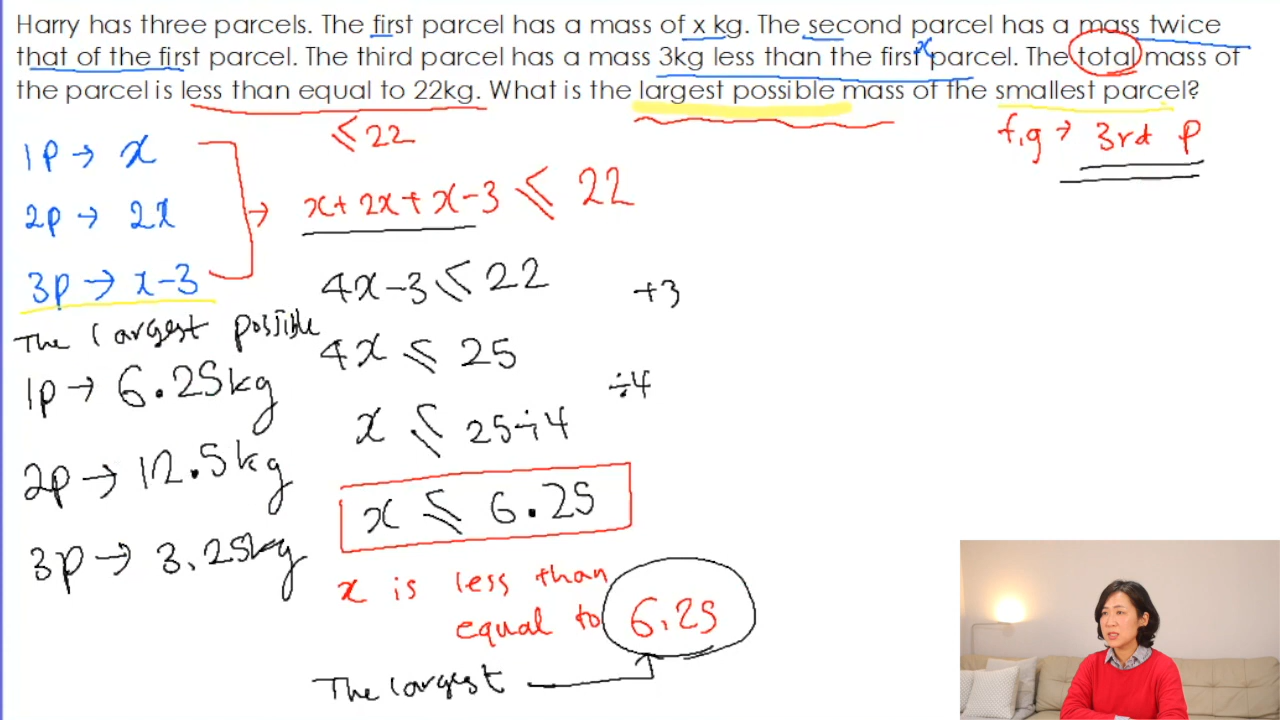 Harry has three parcels. The first parcel has a mass of x kg. The second parcel has a mass twice
that of the first parcel. The third parcel has a mass 3kg less than the first parcel. The total mass of
x
the parcel is less than equal to 22kg. What is the largest possible mass of the smallest parcel?
≤ 22
fig → 3rd p
1p → x
2p → 2x
3p → x-3
→ x + 2x + x - 3 ≤ 22
4x - 3 ≤ 22
+3
4x ≤ 25
÷4
x ≤ 25÷4
x ≤ 6.25
x is less than
equal to 6.25
The largest
The largest possible
1p → 6.25kg
2p → 12.5kg
3p → 3.25kg